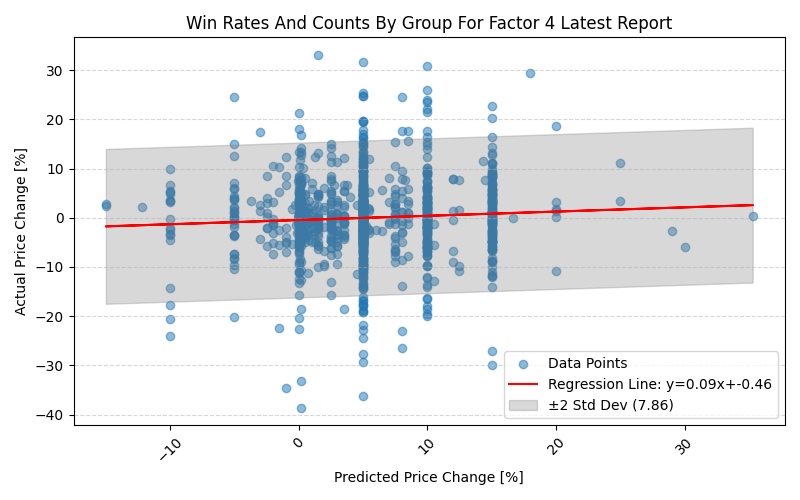 Win Rates And Counts By Group For Factor 4 Latest Report
Actual Price Change [%]
30
20
10
0
−10
−20
−30
−40
−10
0
10
20
30
Predicted Price Change [%]
Data Points
Regression Line: y=0.09x+-0.46
±2 Std Dev (7.86)